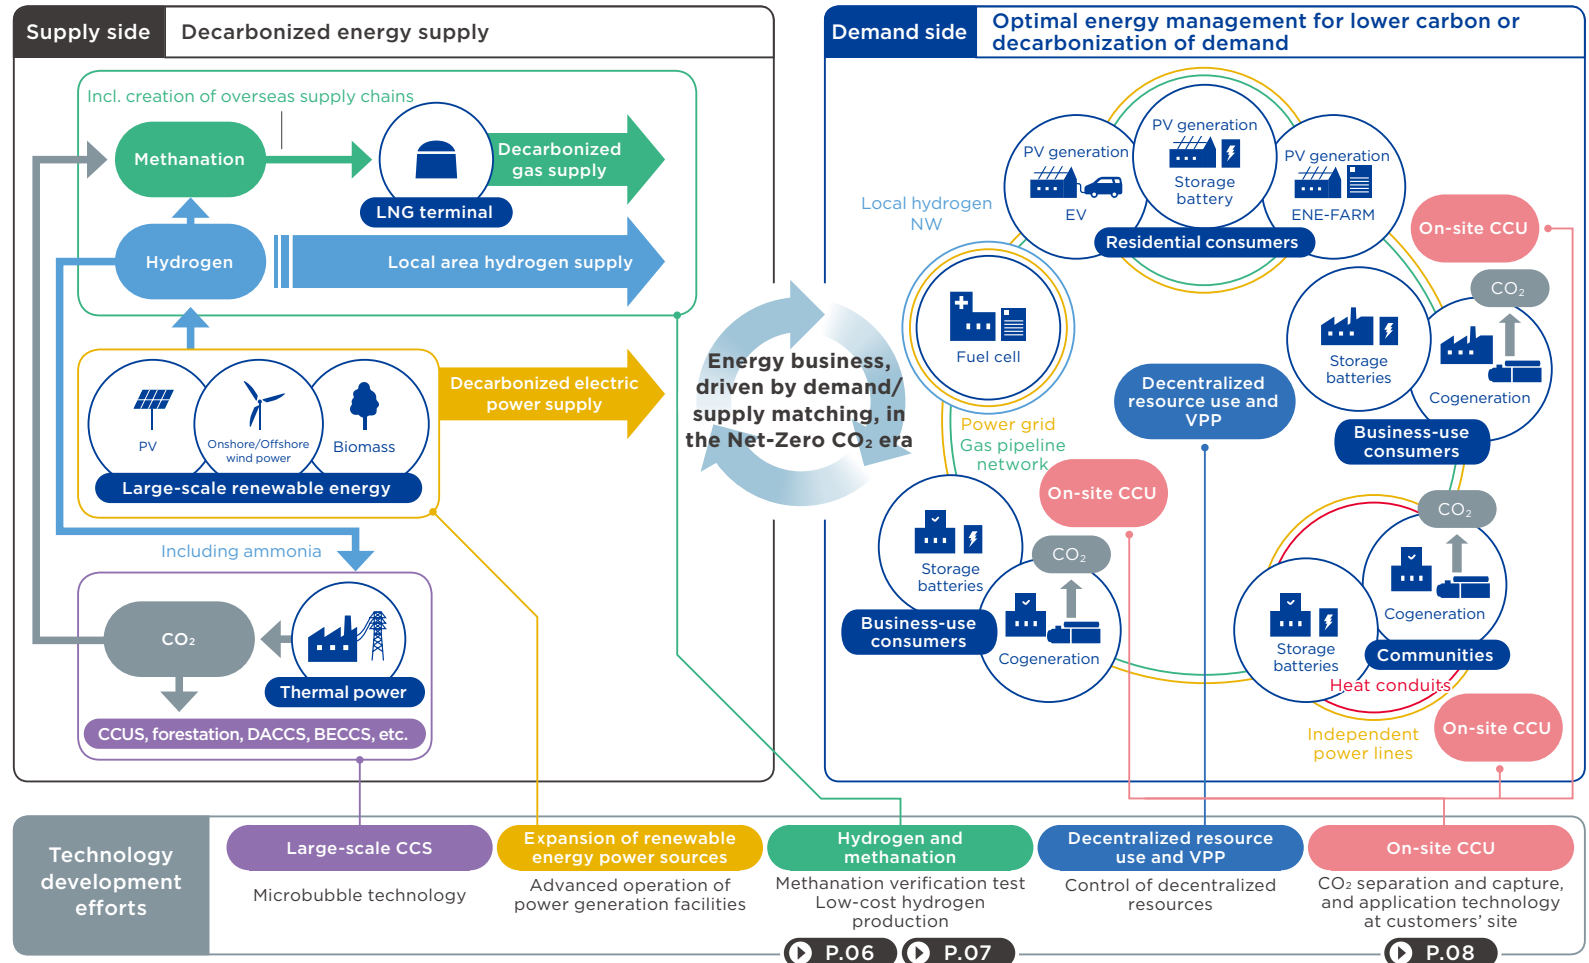 Supply side
Decarbonized energy supply
Incl. creation of overseas supply chains
Methanation
LNG terminal
Decarbonized
gas supply
Hydrogen
Local area hydrogen supply
PV
Onshore/Offshore
wind power
Biomass
Large-scale renewable energy
Decarbonized electric
power supply
Including ammonia
CO₂
Thermal power
CCUS, forestation, DACCS, BECCS, etc.
Energy business,
driven by demand/
supply matching, in
the Net-Zero CO₂ era
Demand side
Optimal energy management for lower carbon or
decarbonization of demand
PV generation
EV
PV generation
Storage
battery
PV generation
ENE-FARM
Residential consumers
Local hydrogen
NW
Fuel cell
Power grid
Gas pipeline
network
On-site CCU
CO₂
Storage
batteries
Cogeneration
Business-use
consumers
Decentralized
resource use and
VPP
On-site CCU
Storage
batteries
CO₂
Cogeneration
Business-use
consumers
CO₂
Storage
batteries
Cogeneration
Communities
Heat conduits
Independent
power lines
On-site CCU
Technology
development
efforts
Large-scale CCS
Microbubble technology
Expansion of renewable
energy power sources
Advanced operation of
power generation facilities
Hydrogen and
methanation
Methanation verification test
Low-cost hydrogen
production
P.06
P.07
Decentralized resource
use and VPP
Control of decentralized
resources
On-site CCU
CO₂ separation and capture,
and application technology
at customers’ site
P.08